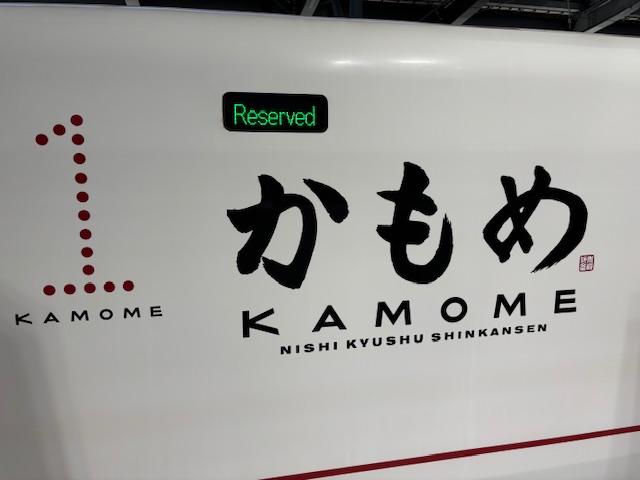 Reserved
1
KAMOME
かもめ
KAMOME
NISHI KYUSHU SHINKANSEN